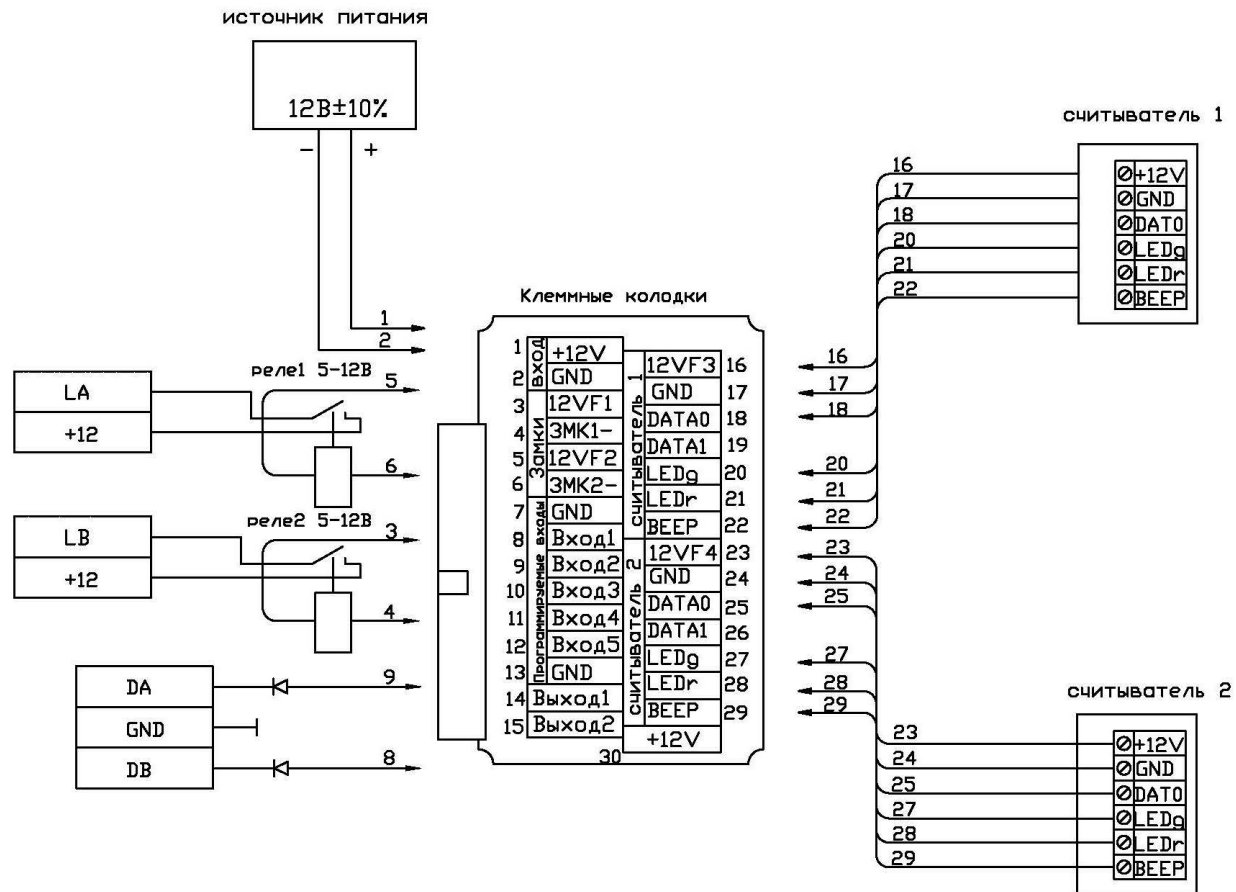 источник питания
12В±10%
- +
считыватель 1
16 +12V
17 GND
18 DAT0
20 LEDg
21 LEDr
22 BEEP
1
2
реле1 5-12В
5
LA
+12
6
реле2 5-12В
3
LB
+12
4
DA 9
GND
DB 8
Клеммные колодки
вход
1 +12V
2 GND
Замки
3 12VF1
4 ЗМК1-
5 12VF2
6 ЗМК2-
Программируемые входы
7 GND
8 Вход1
9 Вход2
10 Вход3
11 Вход4
12 Вход5
13 GND
14 Выход1
15 Выход2
считыватель 1
12VF3 16
GND 17
DATA0 18
DATA1 19
LEDg 20
LEDr 21
BEEP 22
считыватель 2
12VF4 23
GND 24
DATA0 25
DATA1 26
LEDg 27
LEDr 28
BEEP 29
+12V
30
16
17
18
20
21
22
23
24
25
27
28
29
считыватель 2
23 +12V
24 GND
25 DAT0
27 LEDg
28 LEDr
29 BEEP